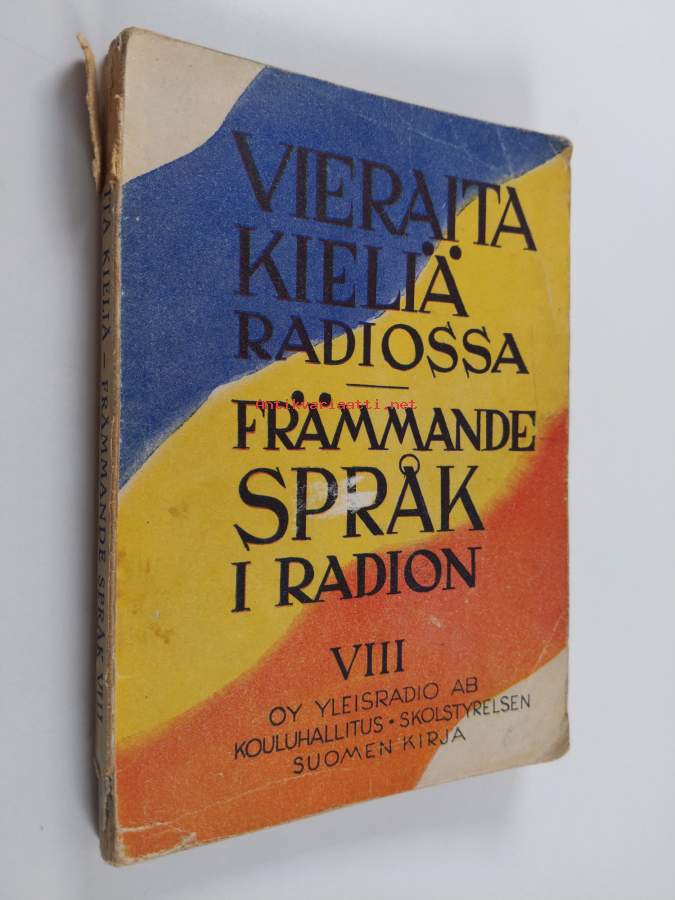 VIERAITA
KIELIÄ
RADIOSSA
Antikvariaatti.net
FRÄMMANDE
SPRÅK
I RADION
VIII
OY YLEISRADIO AB
KOULUHALLITUS · SKOLSTYRELSEN
SUOMEN KIRJA
KIELIÄ – FRÄMMANDE SPRÅK VIII